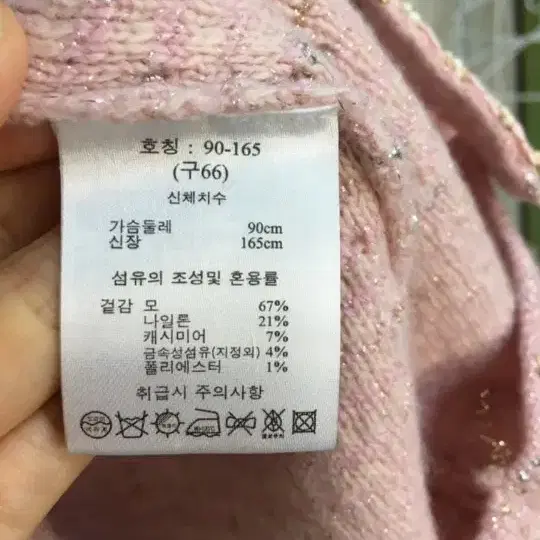 호칭 : 90-165
(구66)
신체치수
가슴둘레 90cm
신장 165cm
섬유의 조성및 혼용률
겉감 모 67%
나일론 21%
캐시미어 7%
금속성섬유(지정외) 4%
폴리에스터 1%
취급시 주의사항